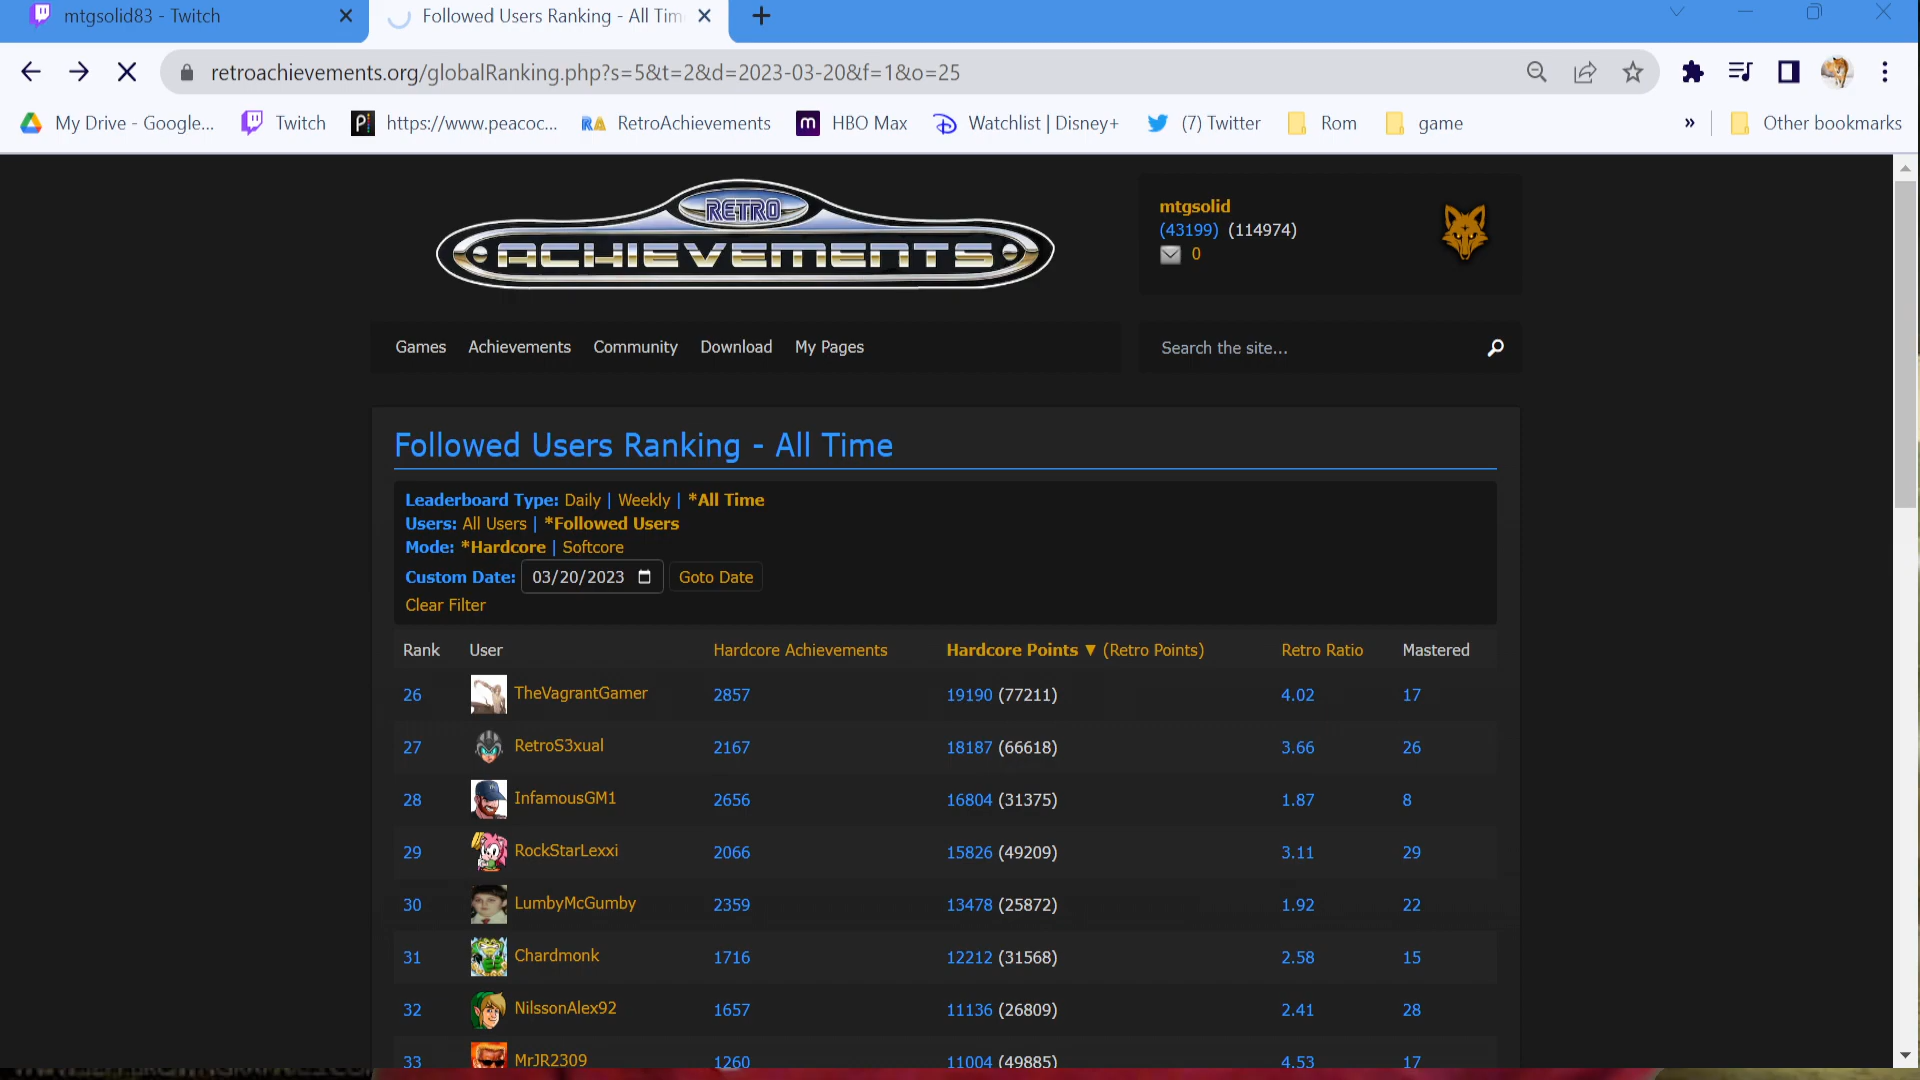 mtgsolid83 - Twitch
Followed Users Ranking - All Tim
retroachievements.org/globalRanking.php?s=5&t=2&d=2023-03-20&f=1&o=25
My Drive - Google...
Twitch
https://www.peacoc...
RA RetroAchievements
m HBO Max
Watchlist | Disney+
(7) Twitter
Rom
game
»
Other bookmarks
RETRO
ACHIEVEMENTS
mtgsolid
(43199) (114974)
0
Games Achievements Community Download My Pages
Search the site...
Followed Users Ranking - All Time
Leaderboard Type: Daily | Weekly | *All Time
Users: All Users | *Followed Users
Mode: *Hardcore | Softcore
Custom Date: 03/20/2023 Goto Date
Clear Filter
Rank User Hardcore Achievements Hardcore Points ▼ (Retro Points) Retro Ratio Mastered
26 TheVagrantGamer 2857 19190 (77211) 4.02 17
27 RetroS3xual 2167 18187 (66618) 3.66 26
28 InfamousGM1 2656 16804 (31375) 1.87 8
29 RockStarLexxi 2066 15826 (49209) 3.11 29
30 LumbyMcGumby 2359 13478 (25872) 1.92 22
31 Chardmonk 1716 12212 (31568) 2.58 15
32 NilssonAlex92 1657 11136 (26809) 2.41 28
33 MrJR2309 1260 11004 (49885) 4.53 17